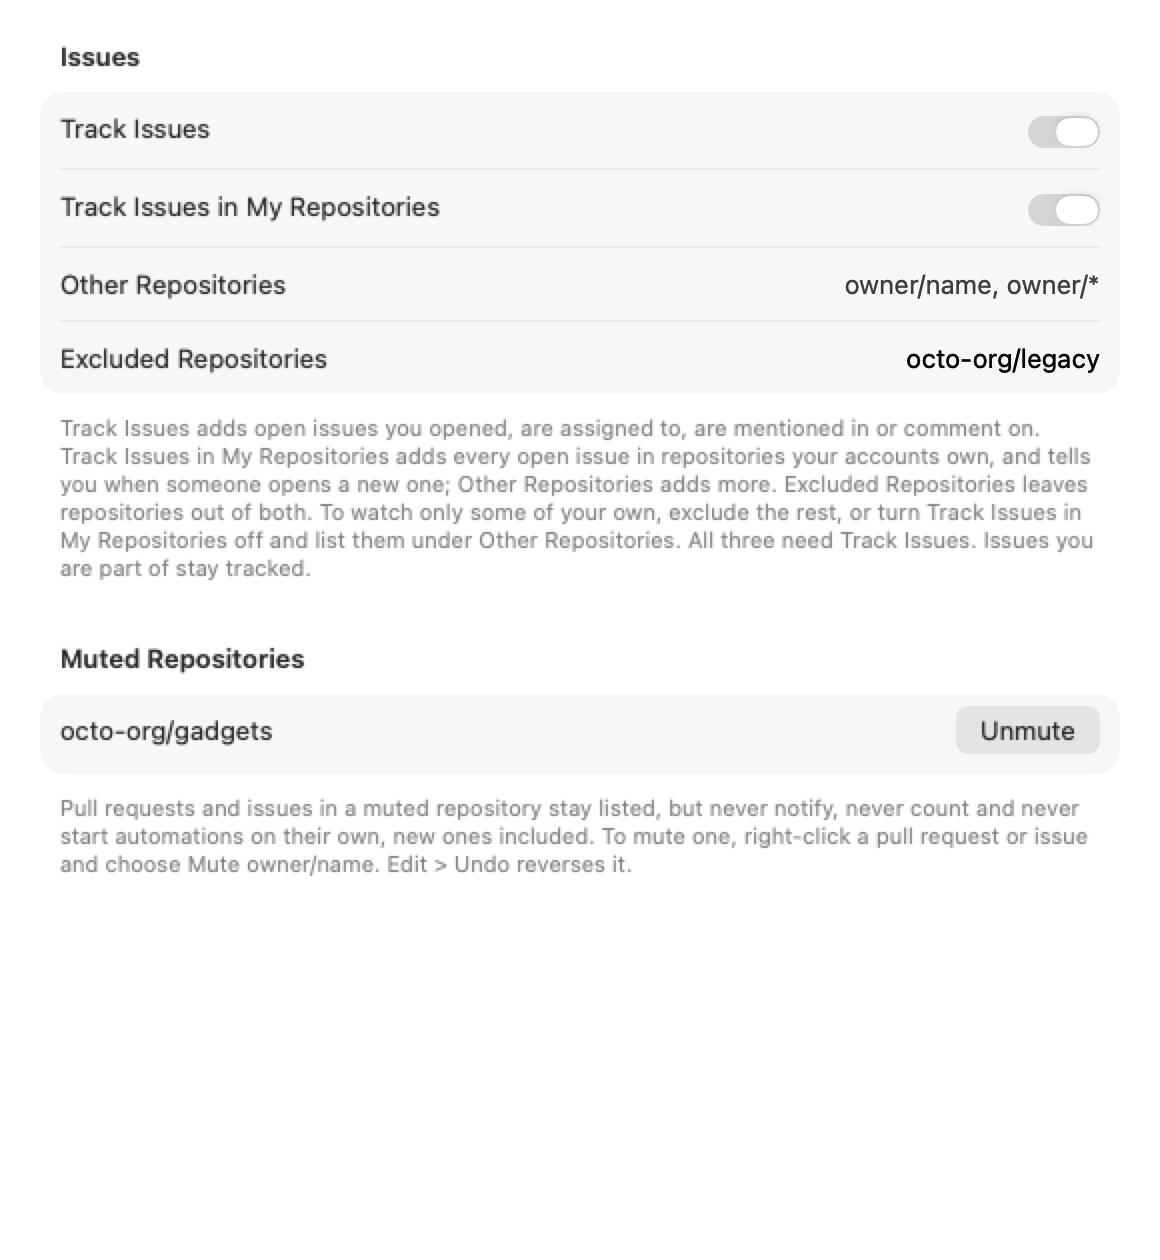 Issues
Track Issues
Track Issues in My Repositories
Other Repositories owner/name, owner/*
Excluded Repositories octo-org/legacy
Track Issues adds open issues you opened, are assigned to, are mentioned in or comment on.
Track Issues in My Repositories adds every open issue in repositories your accounts own, and tells
you when someone opens a new one; Other Repositories adds more. Excluded Repositories leaves
repositories out of both. To watch only some of your own, exclude the rest, or turn Track Issues in
My Repositories off and list them under Other Repositories. All three need Track Issues. Issues you
are part of stay tracked.
Muted Repositories
octo-org/gadgets Unmute
Pull requests and issues in a muted repository stay listed, but never notify, never count and never
start automations on their own, new ones included. To mute one, right-click a pull request or issue
and choose Mute owner/name. Edit > Undo reverses it.